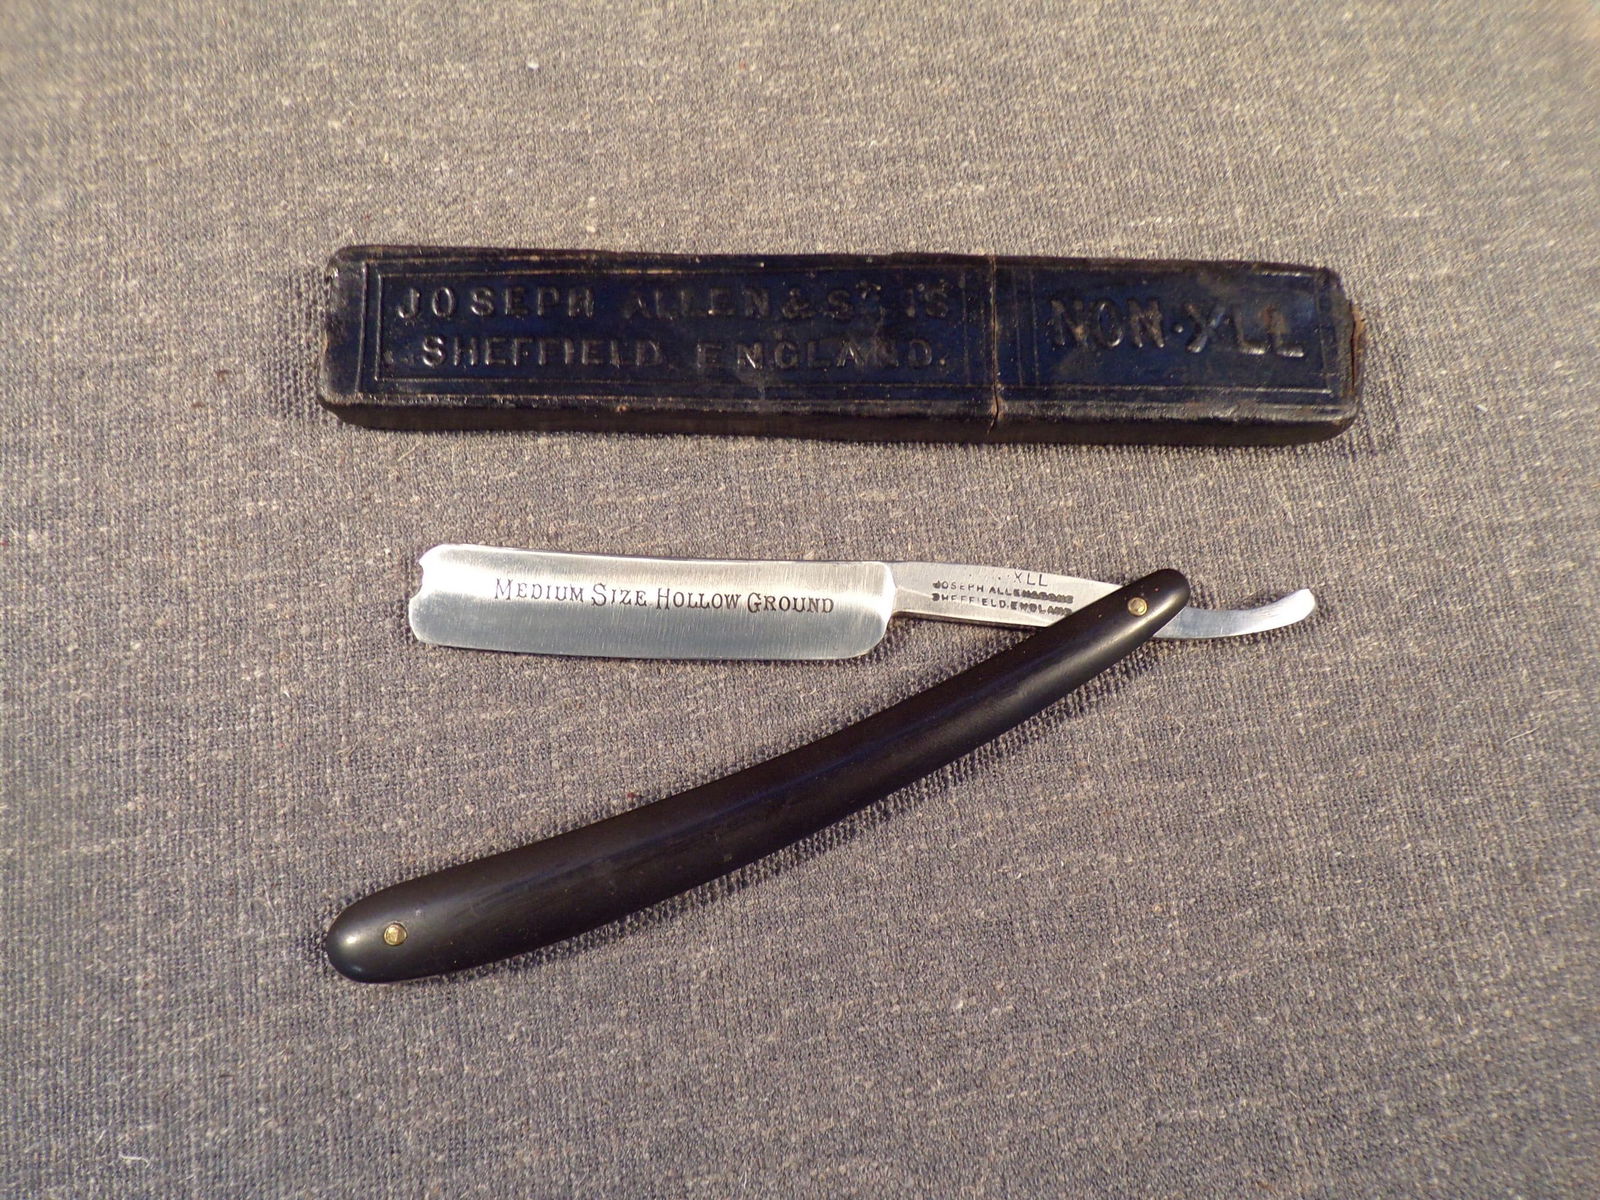 JOSEPH ALLEN & SONS
SHEFFIELD. ENGLAND.
NON·XLL
MEDIUM SIZE HOLLOW GROUND
XLL
JOSEPH ALLEN&SONS
SHEFFIELD, ENGLAND